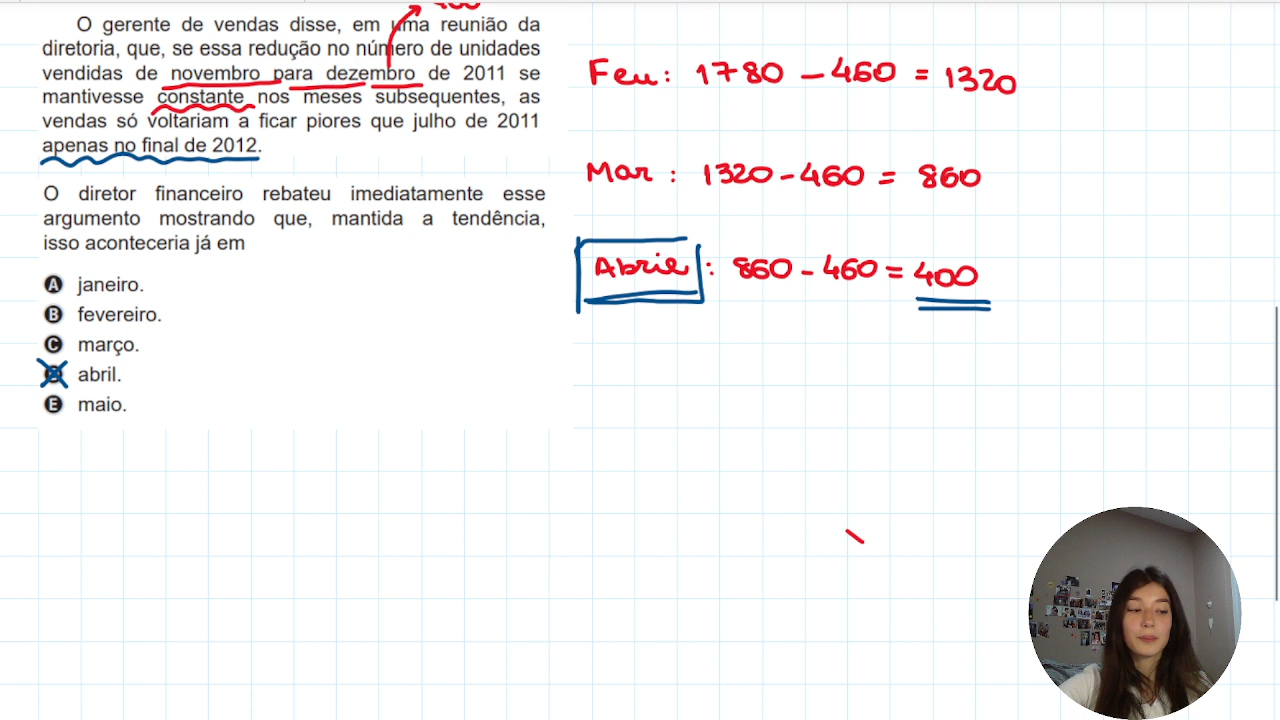 O gerente de vendas disse, em uma reunião da
diretoria, que, se essa redução no número de unidades
vendidas de novembro para dezembro de 2011 se
mantivesse constante nos meses subsequentes, as
vendas só voltariam a ficar piores que julho de 2011
apenas no final de 2012.
O diretor financeiro rebateu imediatamente esse
argumento mostrando que, mantida a tendência,
isso aconteceria já em
A janeiro.
B fevereiro.
C março.
abril.
E maio.
Fev: 1780 - 460 = 1320
Mar: 1320 - 460 = 860
Abril: 860 - 460 = 400